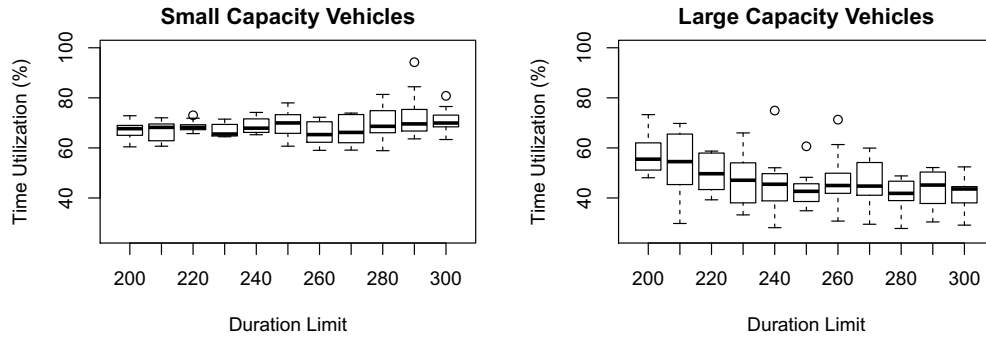 Small Capacity Vehicles
Time Utilization (%)
100
80
60
40
200 220 240 260 280 300
Duration Limit
Large Capacity Vehicles
Time Utilization (%)
100
80
60
40
200 220 240 260 280 300
Duration Limit